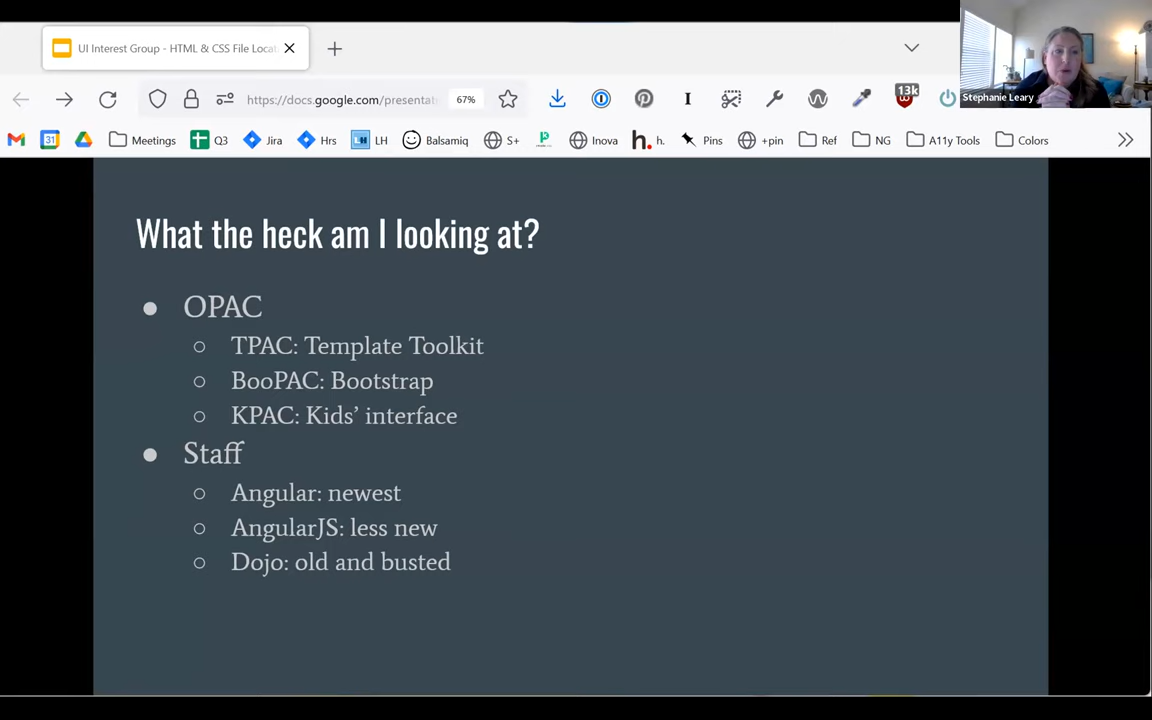 UI Interest Group - HTML & CSS File Locat
https://docs.google.com/presentat
67%
13k
Stephanie Leary
31
Meetings
Q3
Jira
Hrs
LH
LH
Balsamiq
S+
Inova
h.
h.
Pins
+pin
Ref
NG
A11y Tools
Colors
What the heck am I looking at?
OPAC
TPAC: Template Toolkit
BooPAC: Bootstrap
KPAC: Kids’ interface
Staff
Angular: newest
AngularJS: less new
Dojo: old and busted